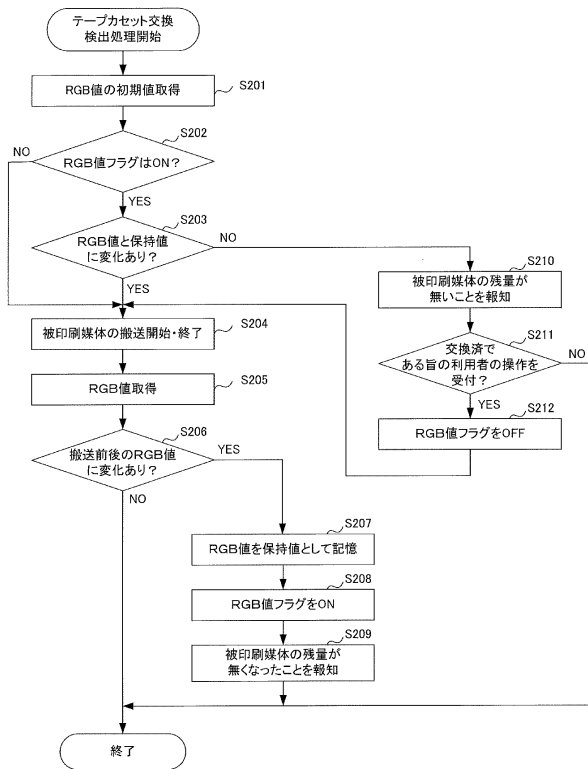 テープカセット交換
検出処理開始
RGB値の初期値取得
S201
S202
RGB値フラグはON?
NO
YES
S203
RGB値と保持値
に変化あり?
NO
YES
S210
被印刷媒体の残量が
無いことを報知
S204
被印刷媒体の搬送開始・終了
S211
交換済で
ある旨の利用者の操作を
受付?
NO
YES
S205
RGB値取得
S212
RGB値フラグをOFF
S206
搬送前後のRGB値
に変化あり?
YES
NO
S207
RGB値を保持値として記憶
S208
RGB値フラグをON
S209
被印刷媒体の残量が
無くなったことを報知
終了